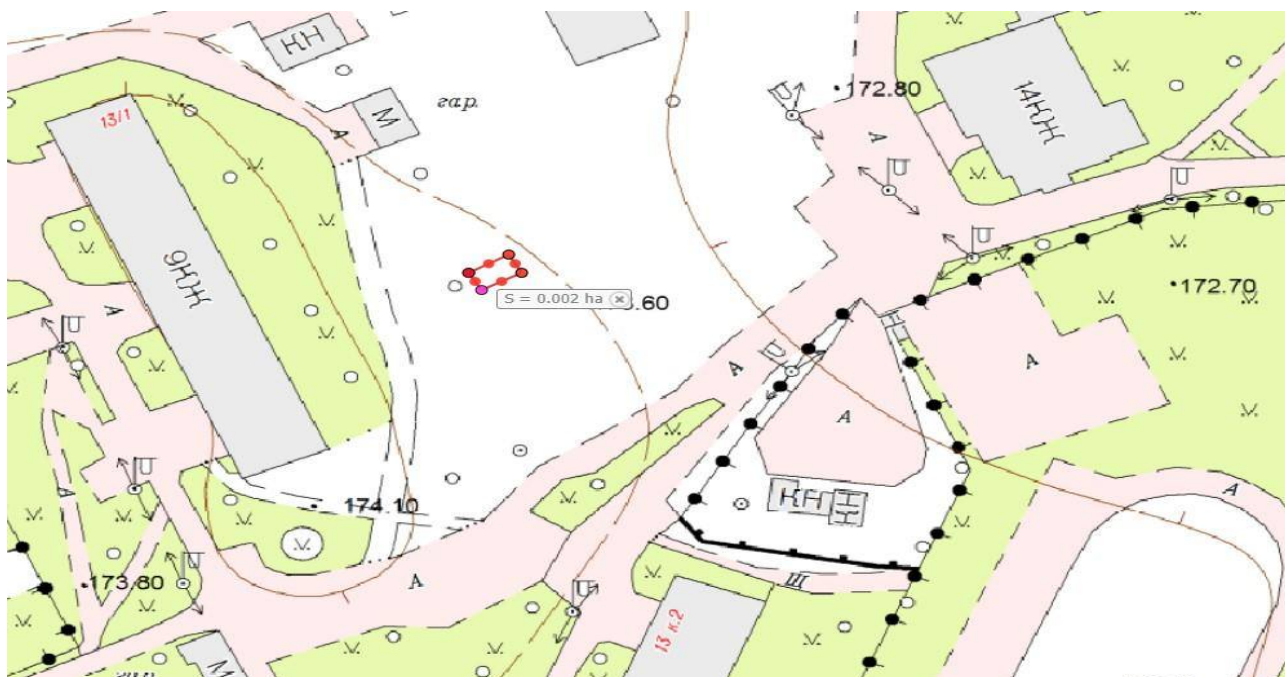 КН
172.80
14КЖ
М
гар.
13/1
А
А
9КЖ
А
S = 0.002 ha
.60
172.70
А
А
А
КН
КН
174.10
А
А
173.80
А
Ш
13 к.2
М